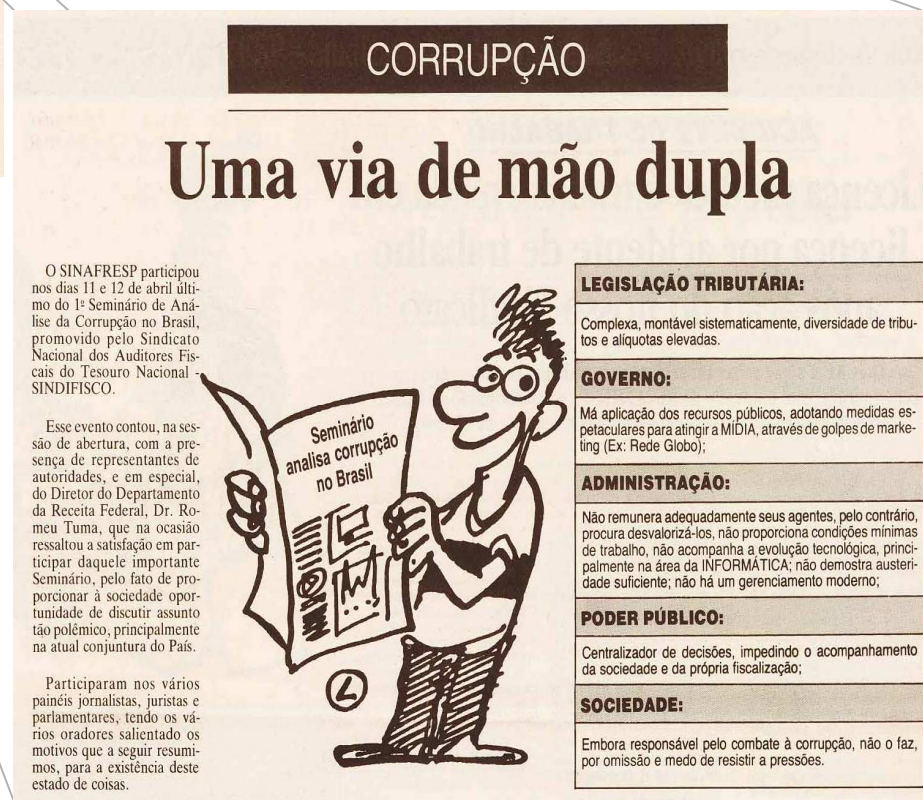 CORRUPÇÃO
Uma via de mão dupla
O SINAFRESP participou
nos dias 11 e 12 de abril últi-
mo do 1º Seminário de Aná-
lise da Corrupção no Brasil,
promovido pelo Sindicato
Nacional dos Auditores Fis-
cais do Tesouro Nacional -
SINDIFISCO.
Esse evento contou, na ses-
são de abertura, com a pre-
sença de representantes de
autoridades, e em especial,
do Diretor do Departamento
da Receita Federal, Dr. Ro-
meu Tuma, que na ocasião
ressaltou a satisfação em par-
ticipar daquele importante
Seminário, pelo fato de pro-
porcionar à sociedade opor-
tunidade de discutir assunto
tão polêmico, principalmente
na atual conjuntura do País.
Participaram nos vários
painéis jornalistas, juristas e
parlamentares, tendo os vá-
rios oradores salientado os
motivos que a seguir resumi-
mos, para a existência deste
estado de coisas.
Seminário
analisa corrupção
no Brasil
LEGISLAÇÃO TRIBUTÁRIA:
Complexa, montável sistematicamente, diversidade de tribu-
tos e alíquotas elevadas.
GOVERNO:
Má aplicação dos recursos públicos, adotando medidas es-
petaculares para atingir a MÍDIA, através de golpes de marke-
ting (Ex: Rede Globo);
ADMINISTRAÇÃO:
Não remunera adequadamente seus agentes, pelo contrário,
procura desvalorizá-los, não proporciona condições mínimas
de trabalho, não acompanha a evolução tecnológica, princi-
palmente na área da INFORMÁTICA; não demostra austeri-
dade suficiente; não há um gerenciamento moderno;
PODER PÚBLICO:
Centralizador de decisões, impedindo o acompanhamento
da sociedade e da própria fiscalização;
SOCIEDADE:
Embora responsável pelo combate à corrupção, não o faz,
por omissão e medo de resistir a pressões.